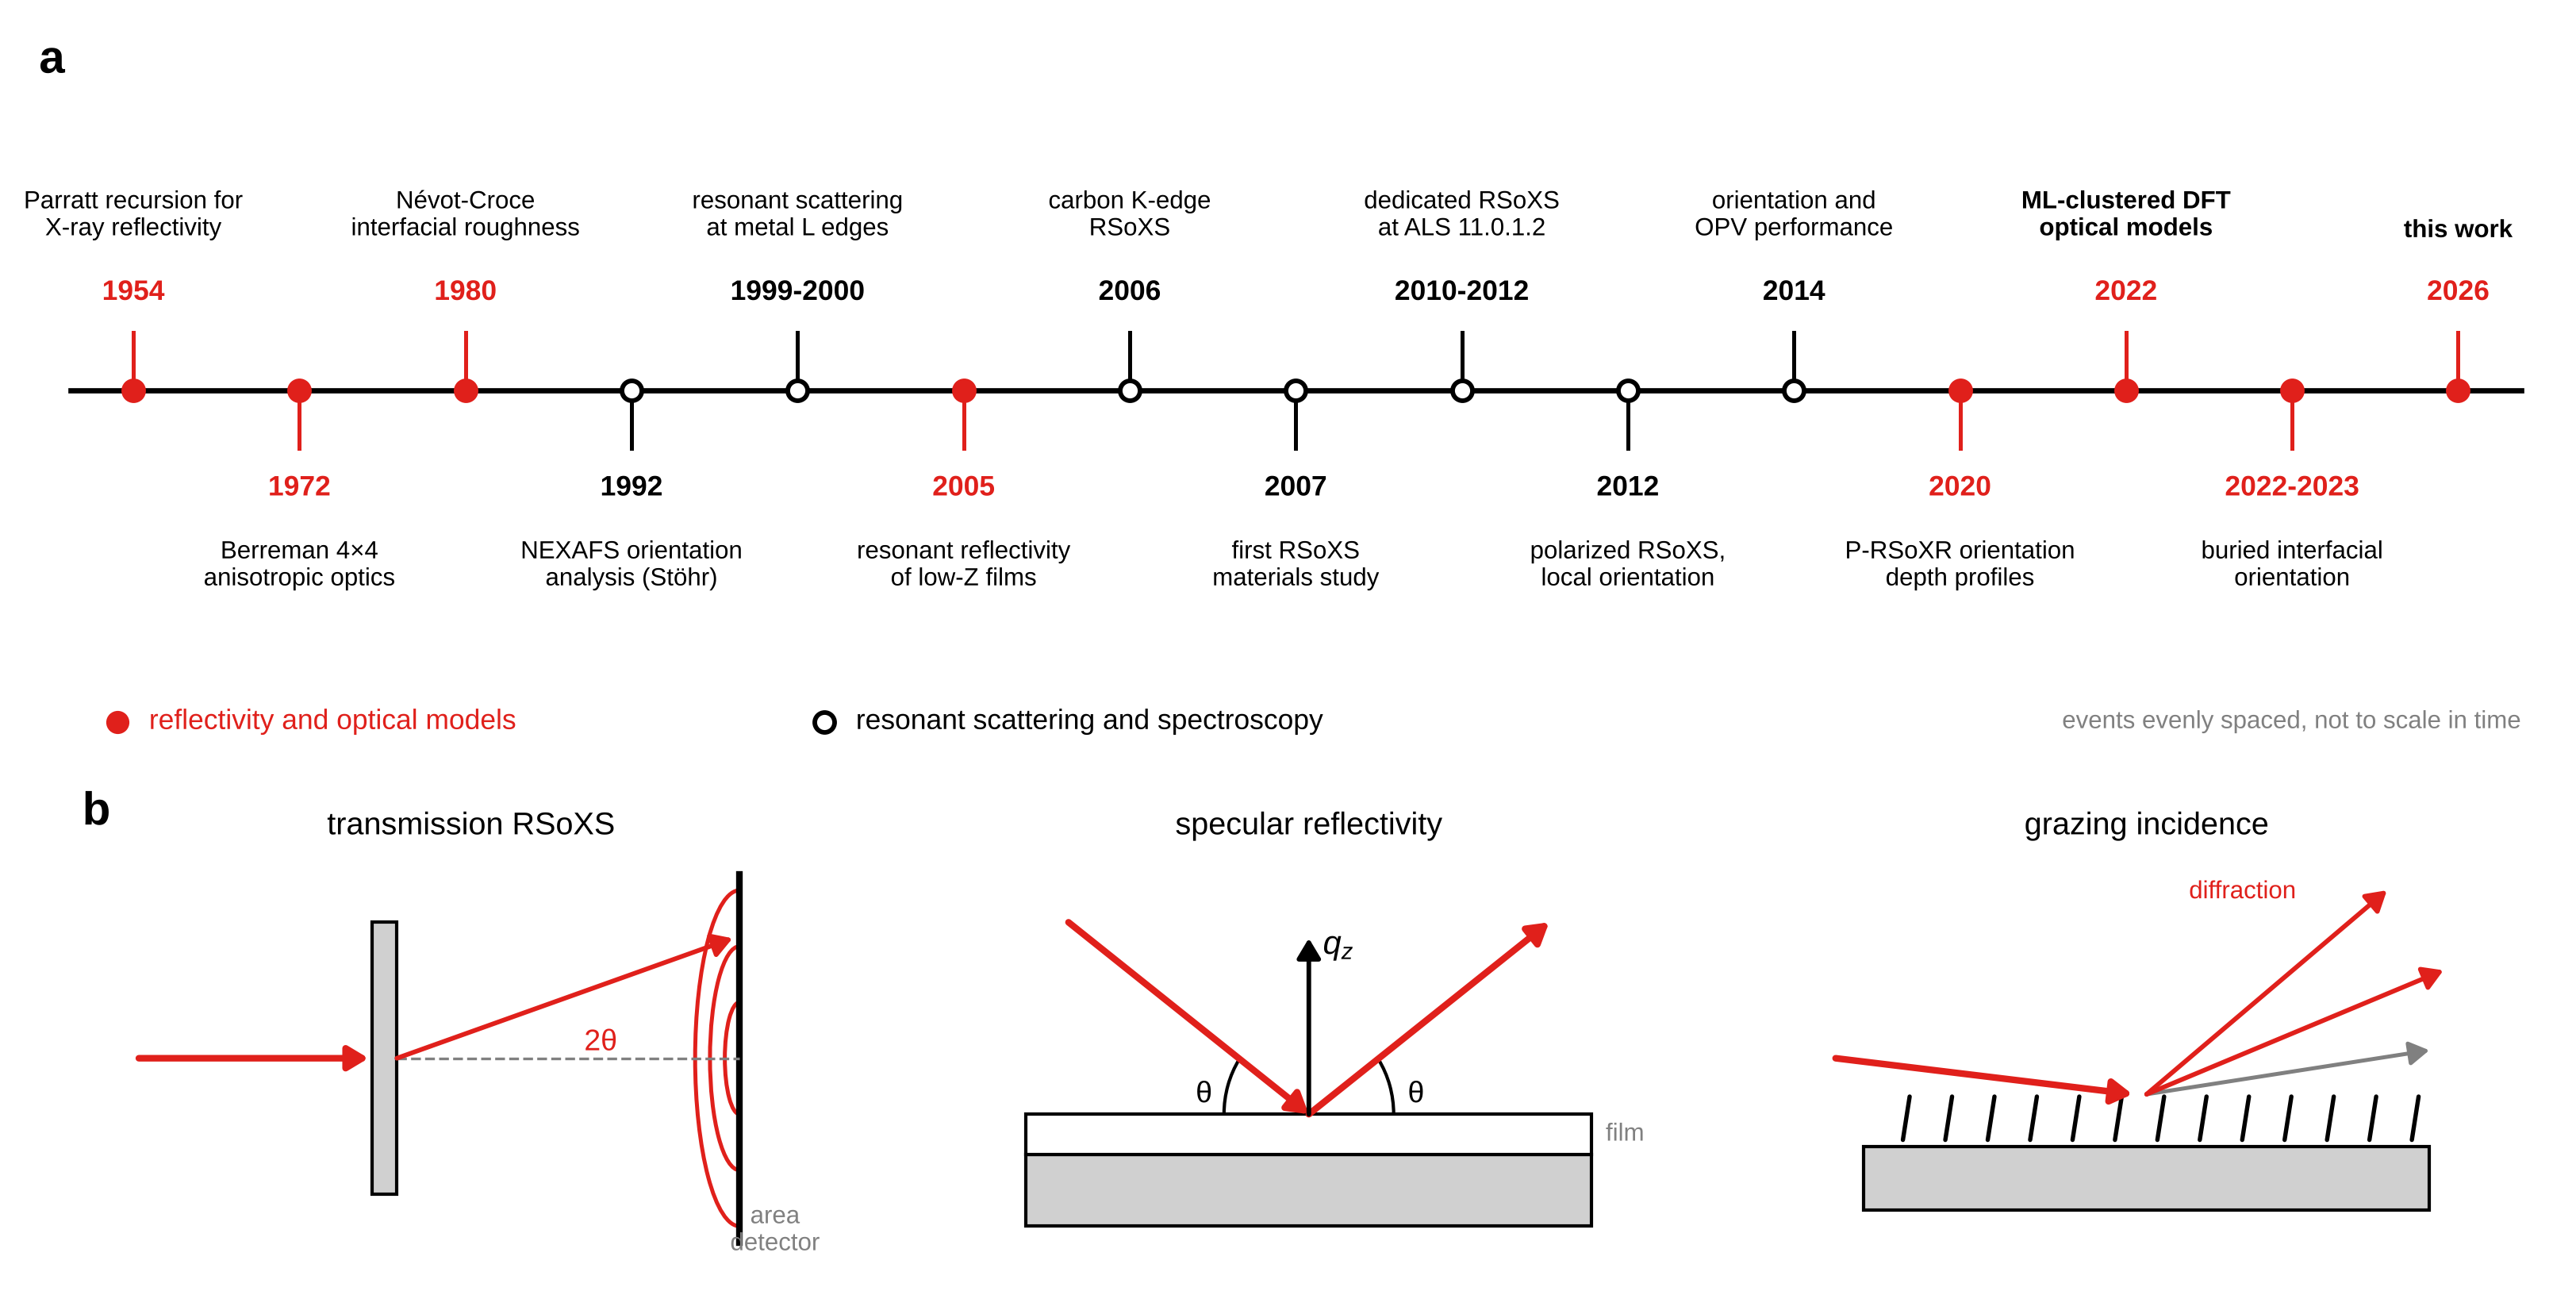 a
Parratt recursion for
X-ray reflectivity
Névot-Croce
interfacial roughness
resonant scattering
at metal L edges
carbon K-edge
RSoXS
dedicated RSoXS
at ALS 11.0.1.2
orientation and
OPV performance
ML-clustered DFT
optical models
this work
1954
1980
1999-2000
2006
2010-2012
2014
2022
2026
1972
1992
2005
2007
2012
2020
2022-2023
Berreman 4×4
anisotropic optics
NEXAFS orientation
analysis (Stöhr)
resonant reflectivity
of low-Z films
first RSoXS
materials study
polarized RSoXS,
local orientation
P-RSoXR orientation
depth profiles
buried interfacial
orientation
reflectivity and optical models
resonant scattering and spectroscopy
events evenly spaced, not to scale in time
b
transmission RSoXS
specular reflectivity
grazing incidence
2θ
area
detector
qz
θ
θ
film
diffraction